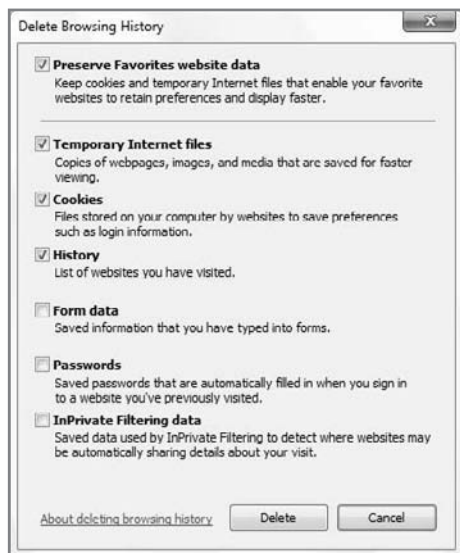 Delete Browsing History
Preserve Favorites website data
Keep cookies and temporary Internet files that enable your favorite
websites to retain preferences and display faster.
Temporary Internet files
Copies of webpages, images, and media that are saved for faster
viewing.
Cookies
Files stored on your computer by websites to save preferences
such as login information.
History
List of websites you have visited.
Form data
Saved information that you have typed into forms.
Passwords
Saved passwords that are automatically filled in when you sign in
to a website you've previously visited.
InPrivate Filtering data
Saved data used by InPrivate Filtering to detect where websites may
be automatically sharing details about your visit.
About deleting browsing history Delete Cancel